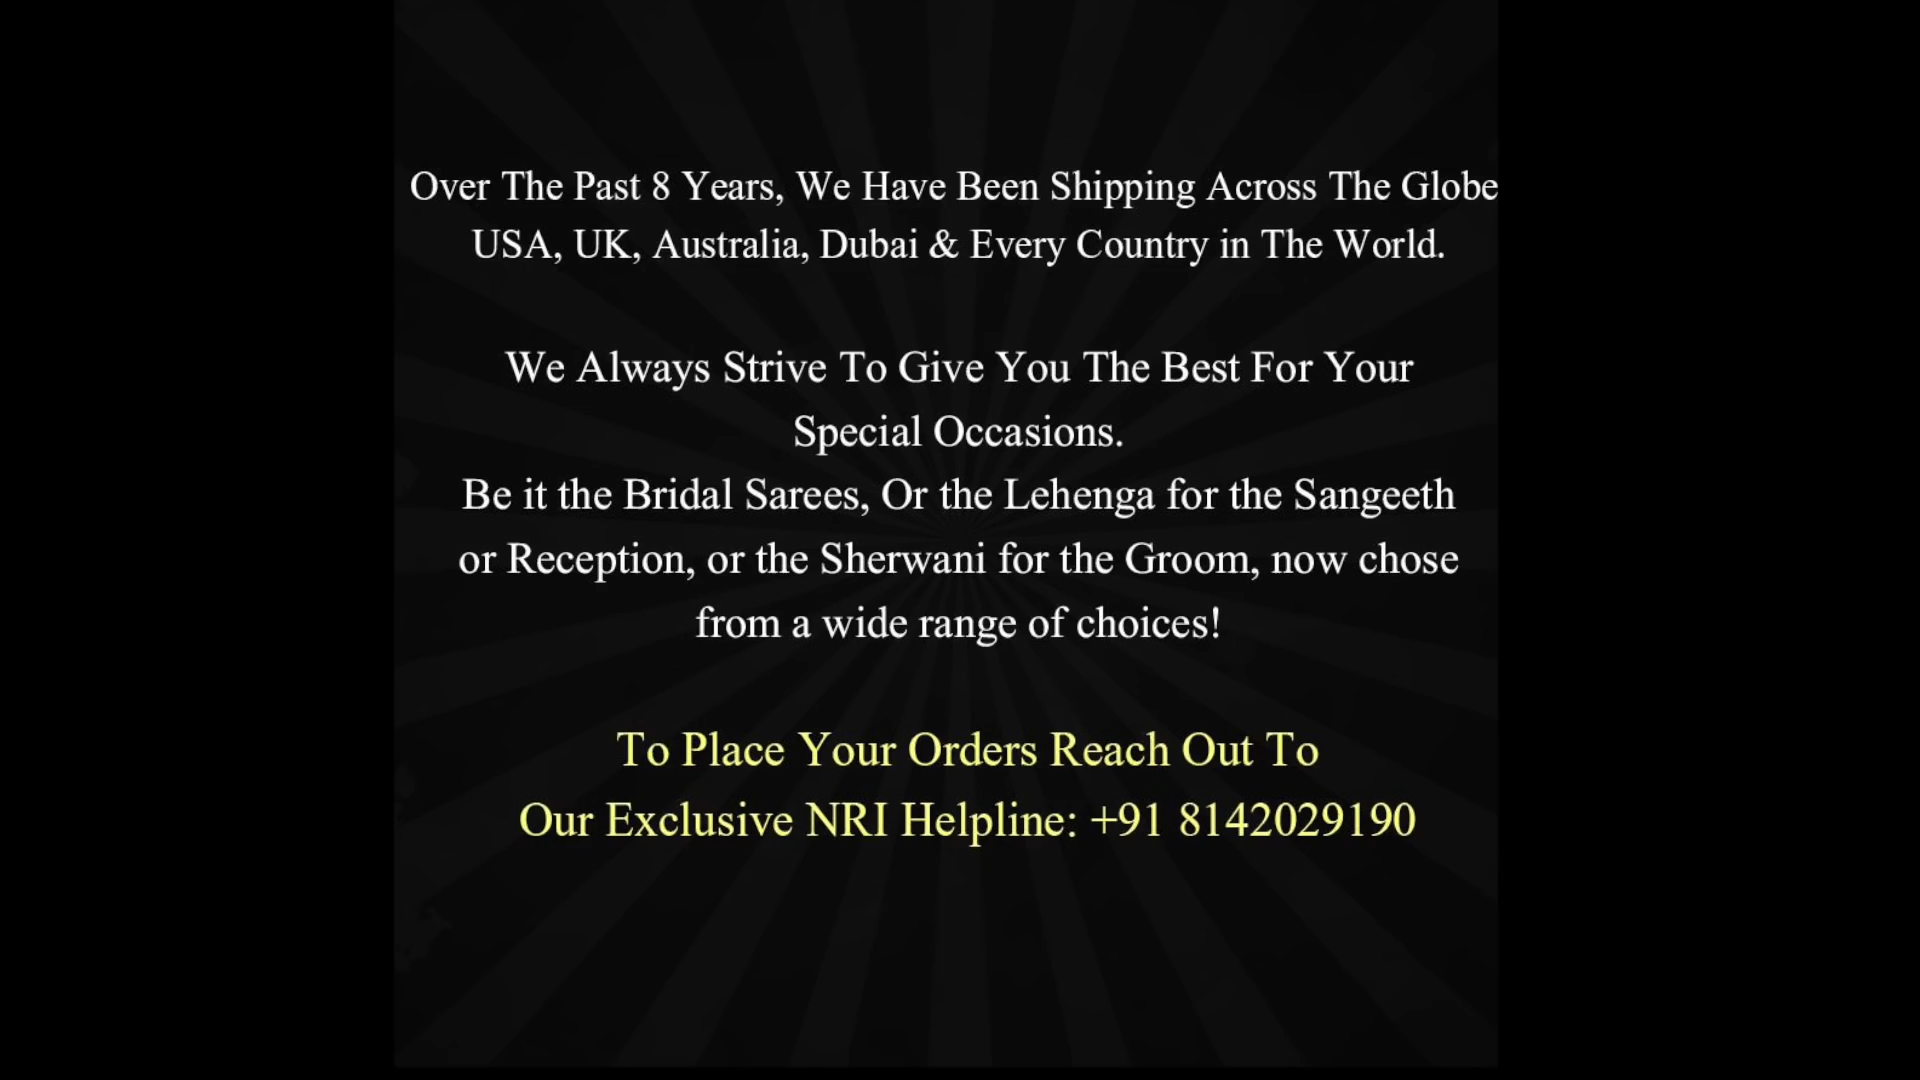 Over The Past 8 Years, We Have Been Shipping Across The Globe
USA, UK, Australia, Dubai & Every Country in The World.
We Always Strive To Give You The Best For Your
Special Occasions.
Be it the Bridal Sarees, Or the Lehenga for the Sangeeth
or Reception, or the Sherwani for the Groom, now chose
from a wide range of choices!
To Place Your Orders Reach Out To
Our Exclusive NRI Helpline: +91 8142029190